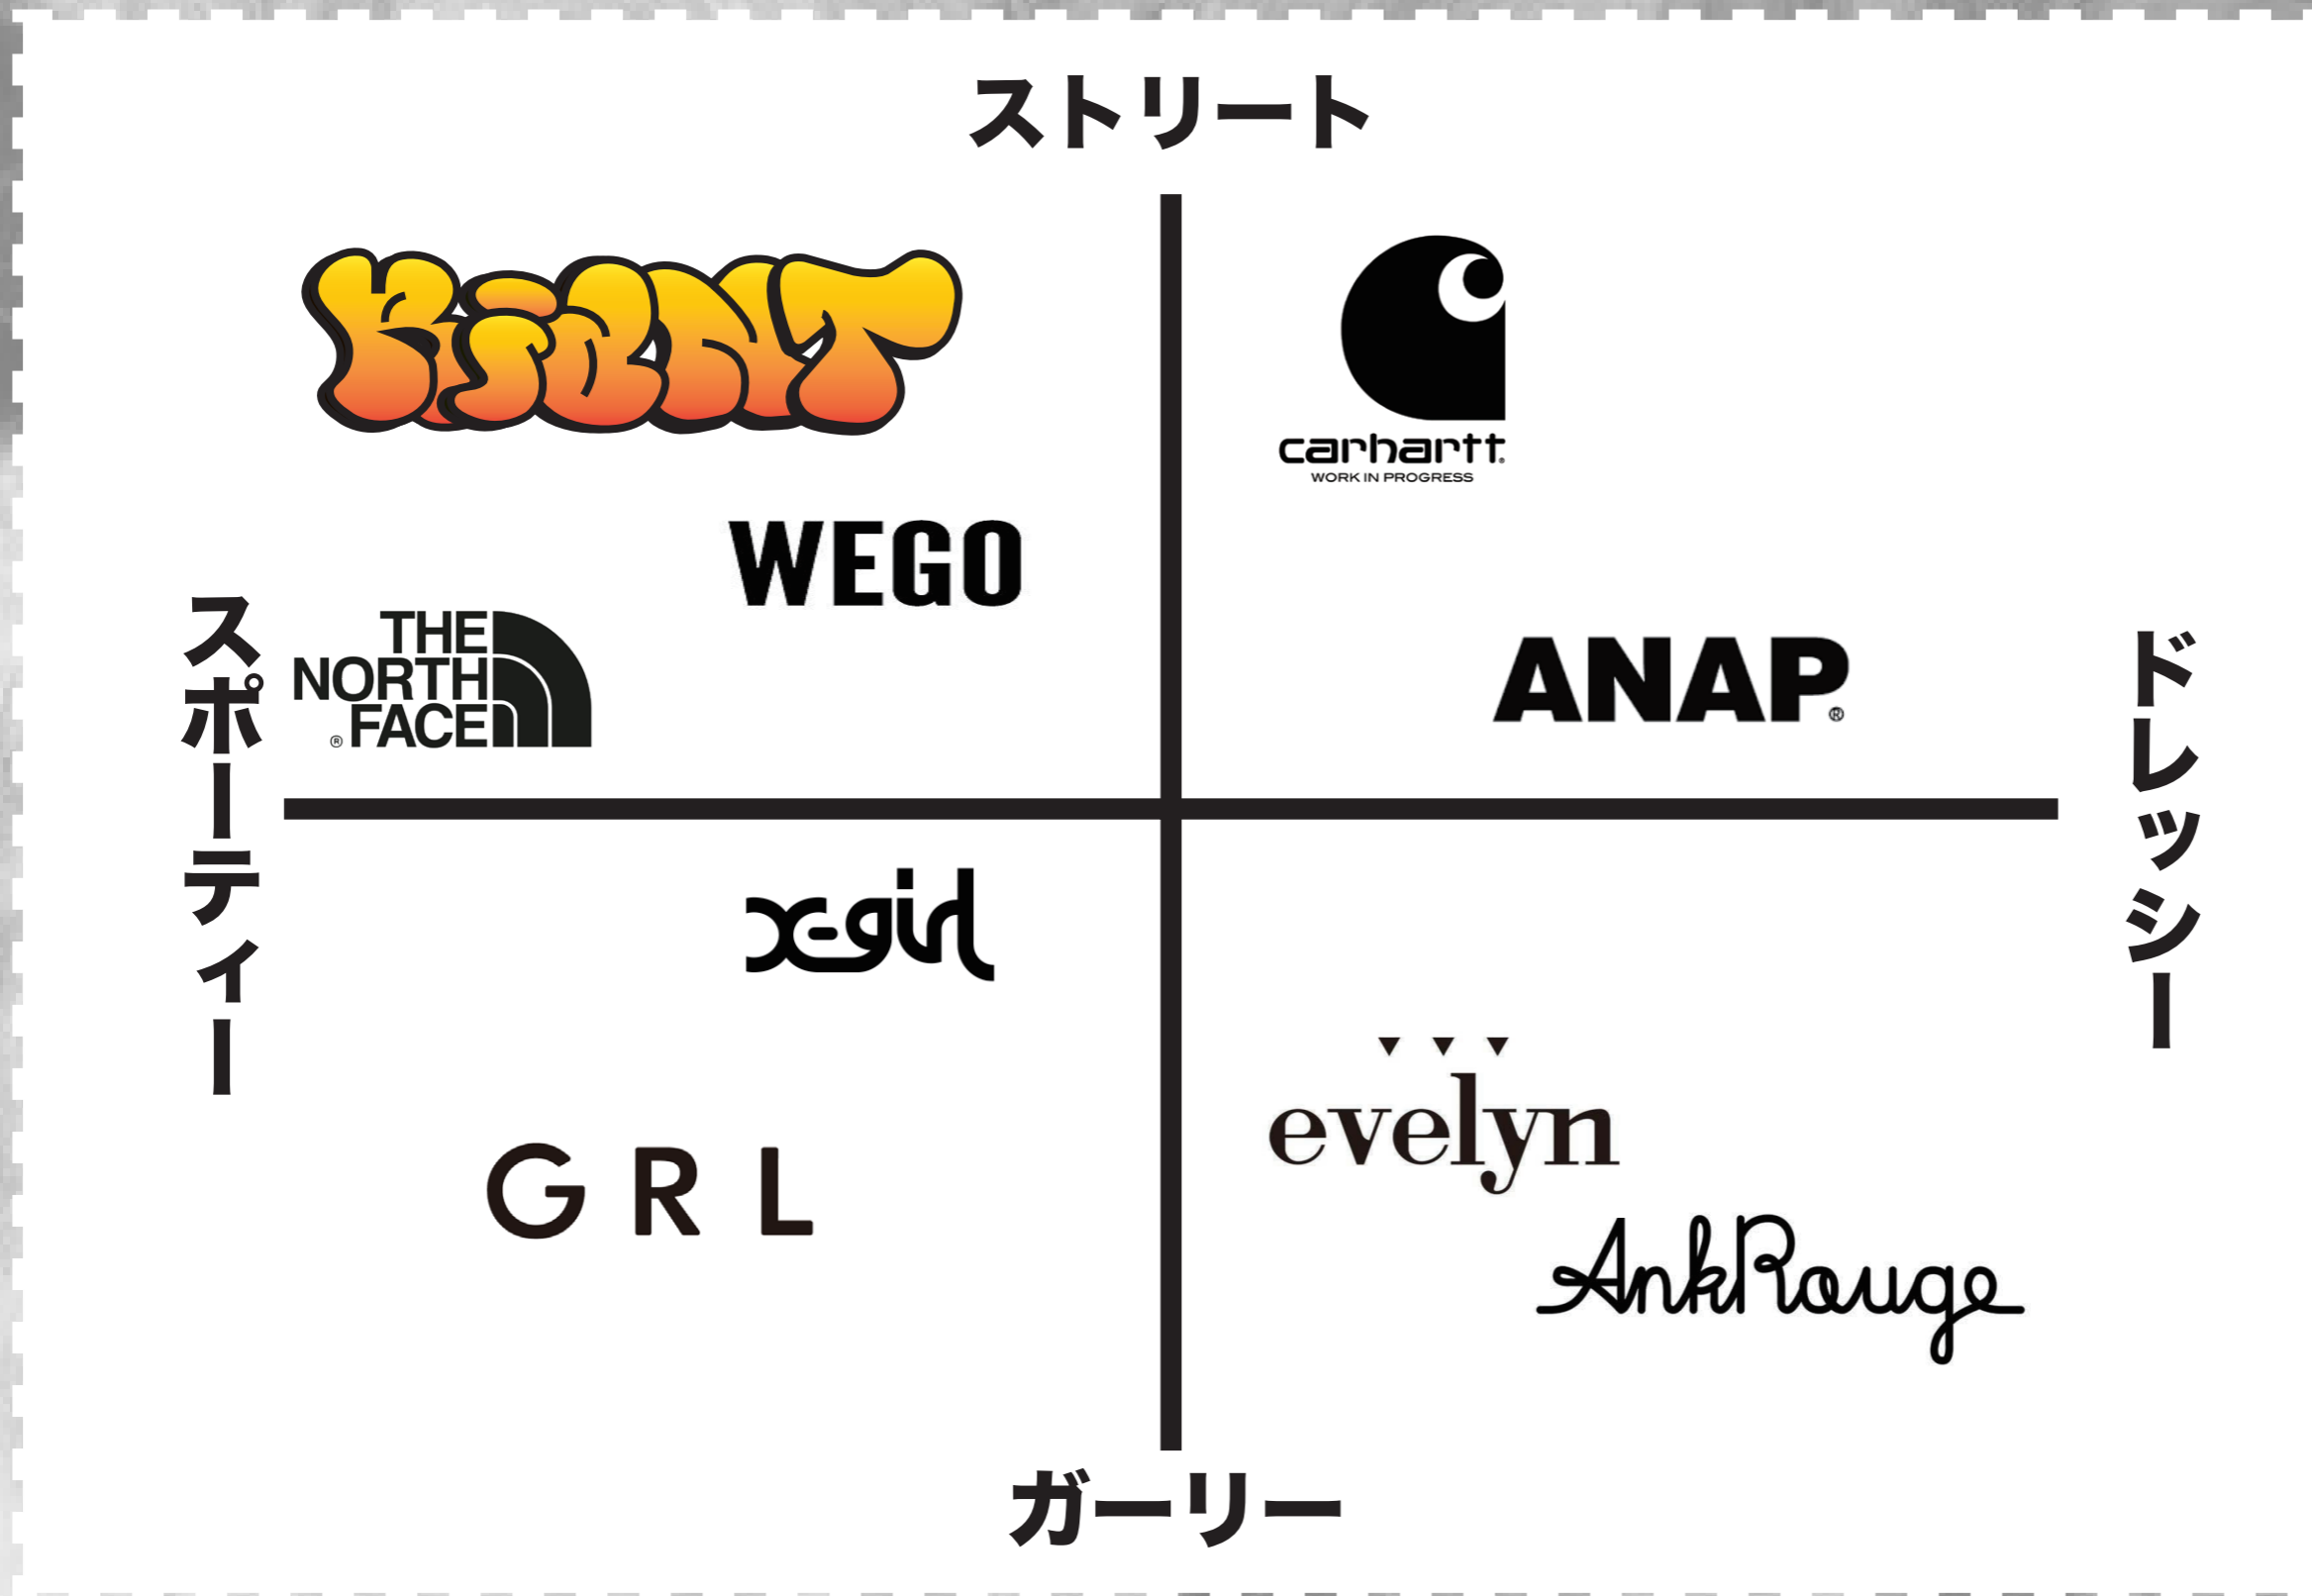 ストリート
carhartt®
WORK IN PROGRESS
WEGO
THE
NORTH
FACE®
ANAP®
スポーティー
ドレッシー
x-girl
evelyn
GRL
AnkRouge
ガーリー